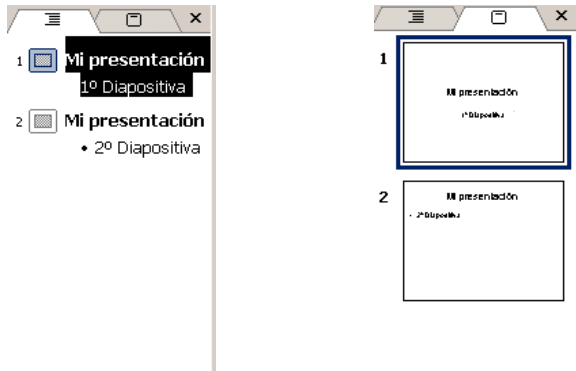 1 Mi presentación
1º Diapositiva
2 Mi presentación
• 2º Diapositiva
1
Mi presentación
1º Diapositiva
2
Mi presentación
• 2º Diapositiva